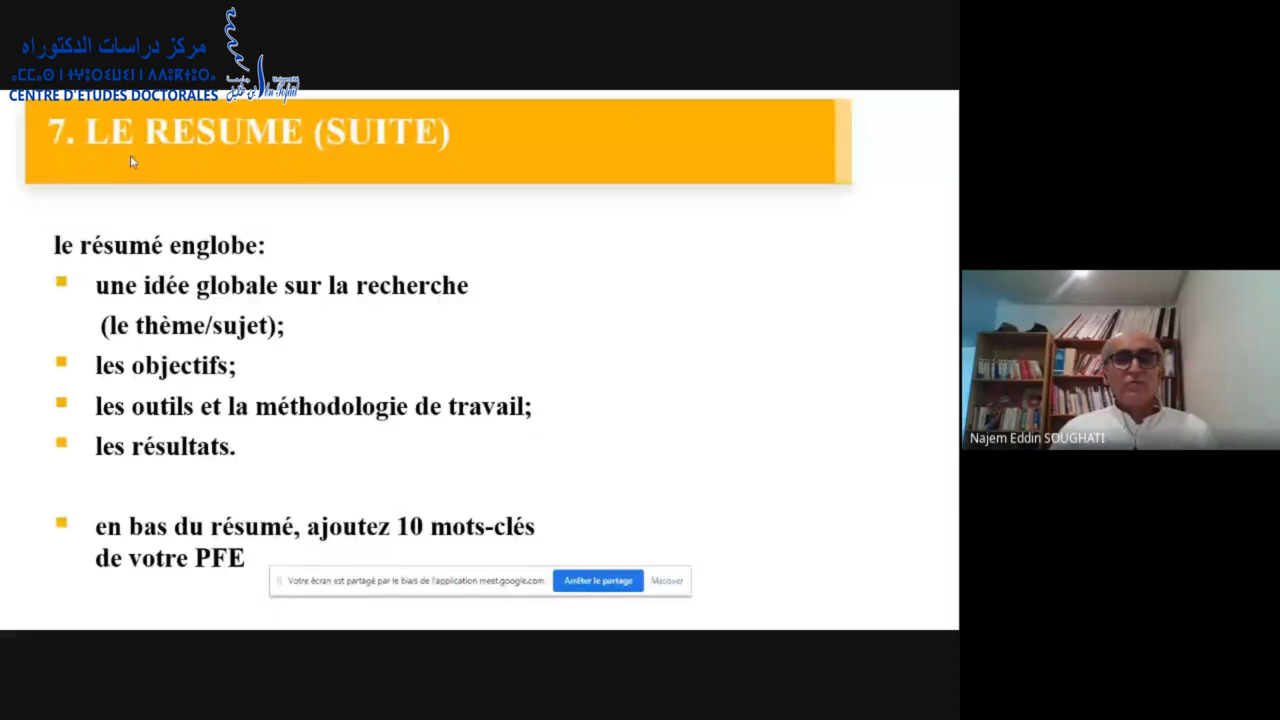 مركز دراسات الدكتوراه
CENTRE D'ETUDES DOCTORALES
7. LE RESUME (SUITE)
le résumé englobe:
une idée globale sur la recherche
(le thème/sujet);
les objectifs;
les outils et la méthodologie de travail;
les résultats.
en bas du résumé, ajoutez 10 mots-clés
de votre PFE
Votre écran est partagé par le biais de l'application meet.google.com.
Arrêter le partage
Masquer
Najem Eddin SOUGHATI